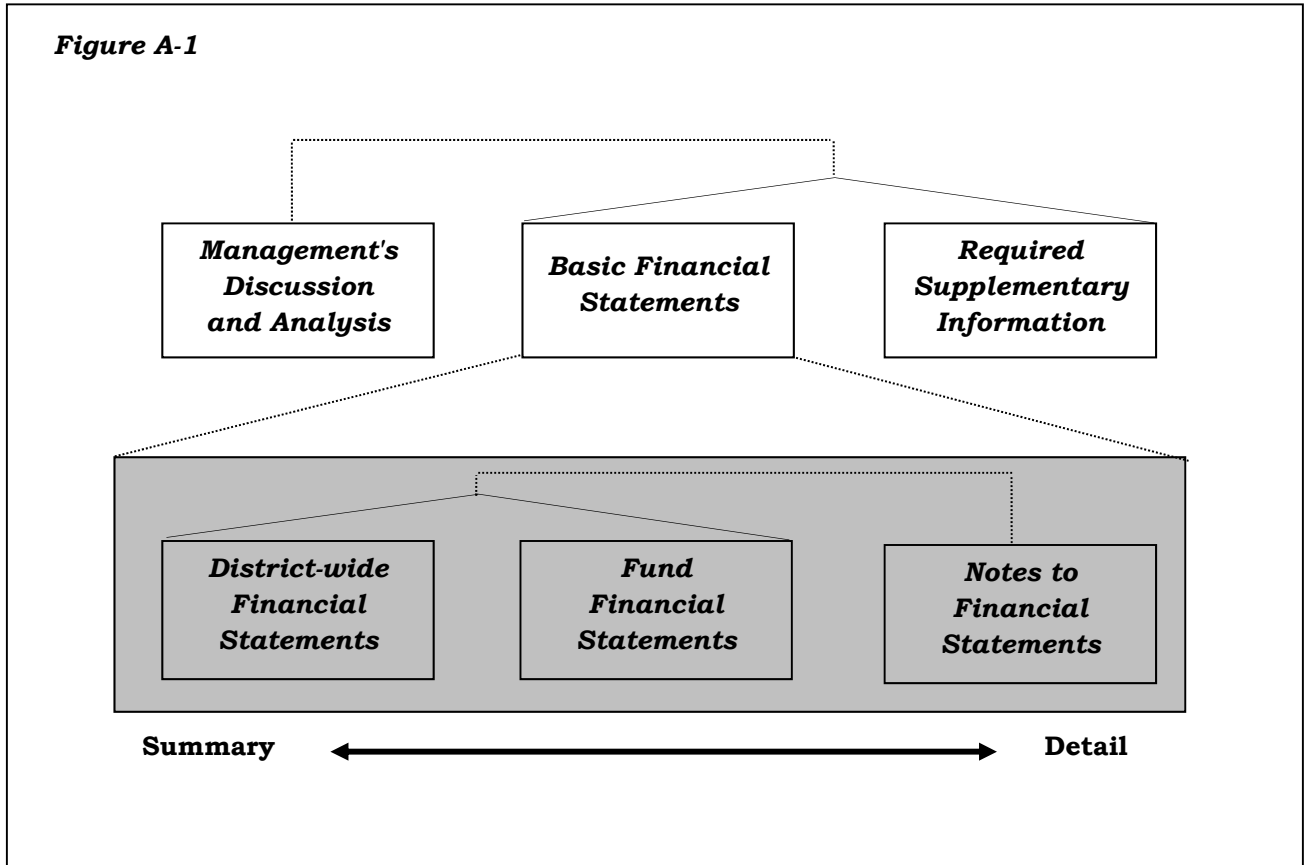 Figure A-1
Management's
Discussion
and Analysis
Basic Financial
Statements
Required
Supplementary
Information
District-wide
Financial
Statements
Fund
Financial
Statements
Notes to
Financial
Statements
Summary
Detail